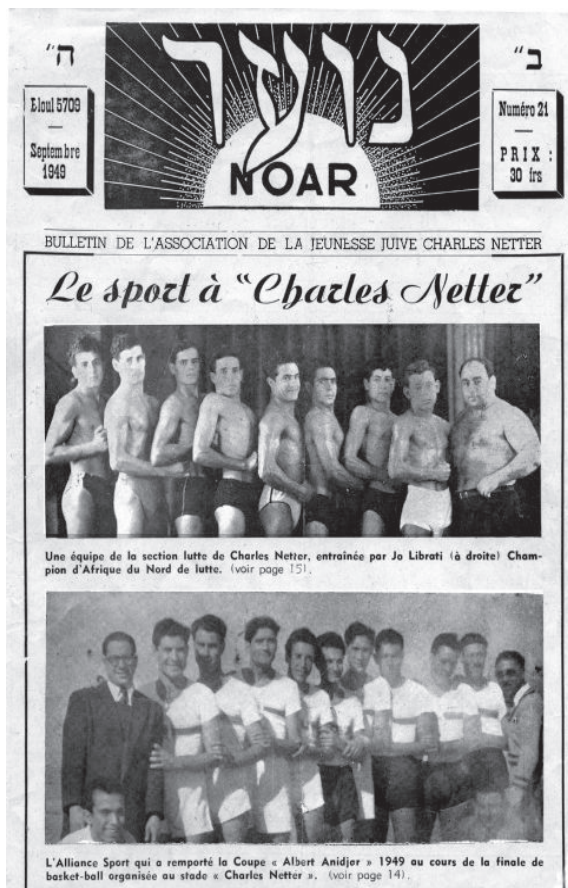 ב״ ה״
Eloul 5709
—
Septembre
1949
נוער
NOAR
Numéro 21
—
PRIX :
30 frs
BULLETIN DE L'ASSOCIATION DE LA JEUNESSE JUIVE CHARLES NETTER
Le sport à "Charles Netter"
Une équipe de la section lutte de Charles Netter, entraînée par Jo Librati (à droite) Cham-
pion d'Afrique du Nord de lutte. (voir page 15).
L'Alliance Sport qui a remporté la Coupe « Albert Anidjar » 1949 au cours de la finale de
basket-ball organisée au stade « Charles Netter ». (voir page 14).